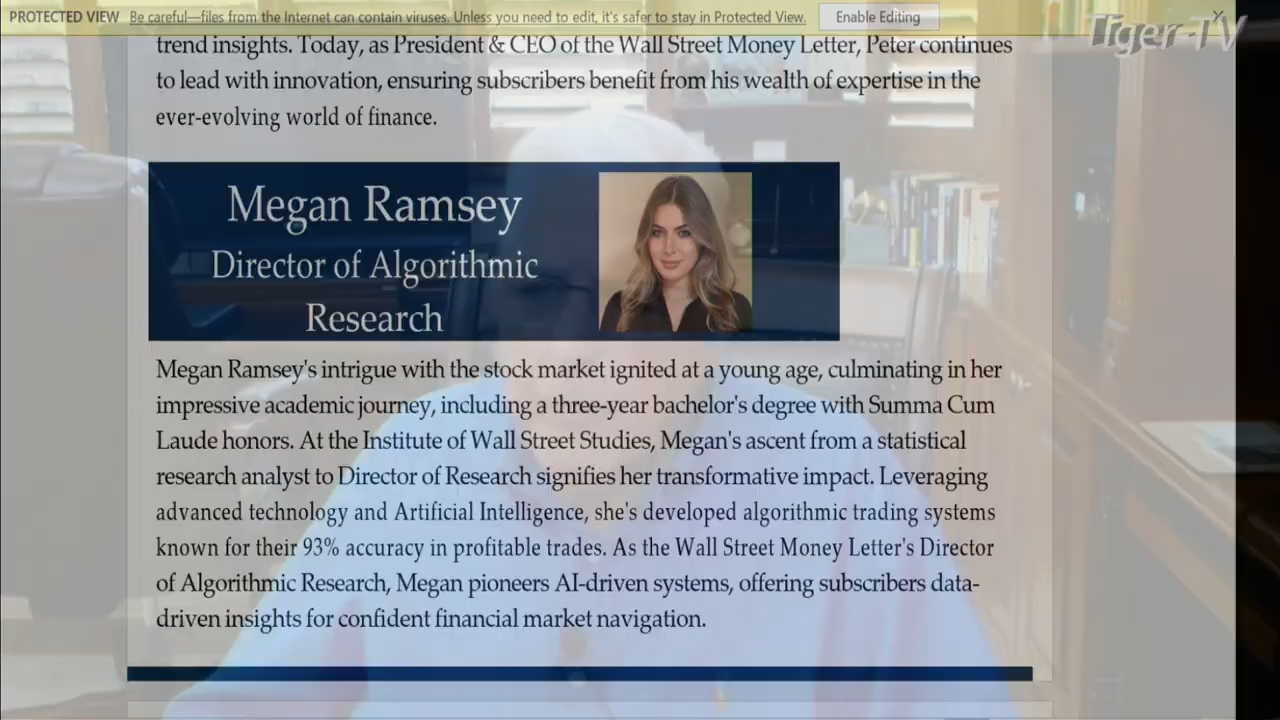 PROTECTED VIEW Be careful—files from the Internet can contain viruses. Unless you need to edit, it's safer to stay in Protected View. Enable Editing
Tiger-TV
trend insights. Today, as President & CEO of the Wall Street Money Letter, Peter continues
to lead with innovation, ensuring subscribers benefit from his wealth of expertise in the
ever-evolving world of finance.
Megan Ramsey
Director of Algorithmic
Research
Megan Ramsey's intrigue with the stock market ignited at a young age, culminating in her
impressive academic journey, including a three-year bachelor's degree with Summa Cum
Laude honors. At the Institute of Wall Street Studies, Megan's ascent from a statistical
research analyst to Director of Research signifies her transformative impact. Leveraging
advanced technology and Artificial Intelligence, she's developed algorithmic trading systems
known for their 93% accuracy in profitable trades. As the Wall Street Money Letter's Director
of Algorithmic Research, Megan pioneers AI-driven systems, offering subscribers data-
driven insights for confident financial market navigation.